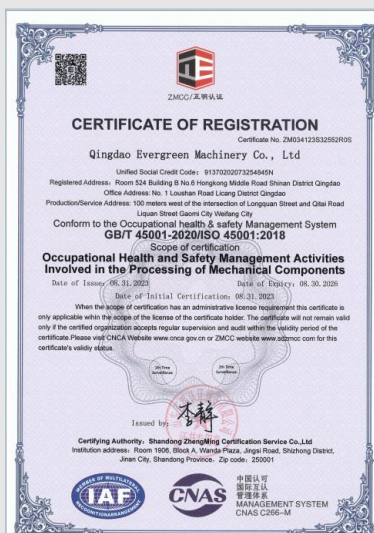 ZMCC/正明认证
CERTIFICATE OF REGISTRATION
Certificate No. ZM034123S32552R0S
Qingdao Evergreen Machinery Co., Ltd
Unified Social Credit Code: 91370202073254845N
Registered Address: Room 524 Building B No.6 Hongkong Middle Road Shinan District Qingdao
Office Address: No. 1 Loushan Road Licang District Qingdao
Production/Service Address: 100 meters west of the intersection of Longquan Street and Qitai Road
Liquan Street Gaomi City Weifang City
Conform to the Occupational health & safety Management System
GB/T 45001-2020/ISO 45001:2018
Scope of certification
Occupational Health and Safety Management Activities
Involved in the Processing of Mechanical Components
Date of Issue: 08.31.2023 Date of Expiry: 08.30.2026
Date of Initial Certification: 08.31.2023
When the scope of certification has an administrative license requirement this certificate is
only applicable within the scope of the license of the certificate holder. The certificate will not remain valid
only if the certified organization accepts regular supervision and audit within the validity period of the
certificate.Please visit CNCA Website www.cnca.gov.cn or ZMCC website www.sdzmcc.com for this
certificate's validity status.
Issued by:
李静
Certifying Authority: Shandong ZhengMing Certification Service Co.,Ltd
Institution address: Room 1906, Block A, Wanda Plaza, Jingsi Road, Shizhong District,
Jinan City, Shandong Province. Zip code: 250001
MEMBER OF MULTILATERAL
IAF
RECOGNITION ARRANGEMENT
CNAS
中国认可
国际互认
管理体系
MANAGEMENT SYSTEM
CNAS C266-M